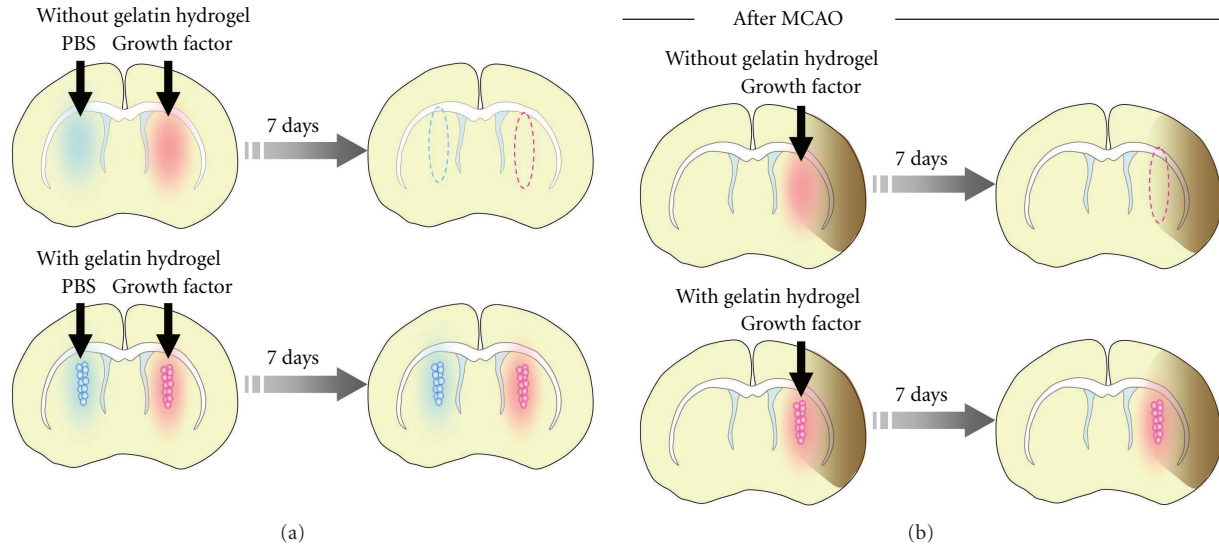 Without gelatin hydrogel
PBS Growth factor
7 days
With gelatin hydrogel
PBS Growth factor
7 days
(a)
After MCAO
Without gelatin hydrogel
Growth factor
7 days
With gelatin hydrogel
Growth factor
7 days
(b)